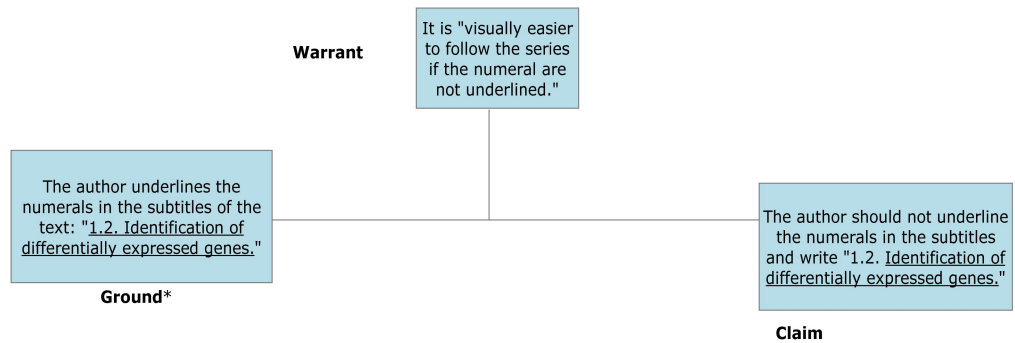 Warrant
It is "visually easier
to follow the series
if the numeral are
not underlined."
The author underlines the
numerals in the subtitles of the
text: "1.2. Identification of
differentially expressed genes."
Ground*
The author should not underline
the numerals in the subtitles
and write "1.2. Identification of
differentially expressed genes."
Claim